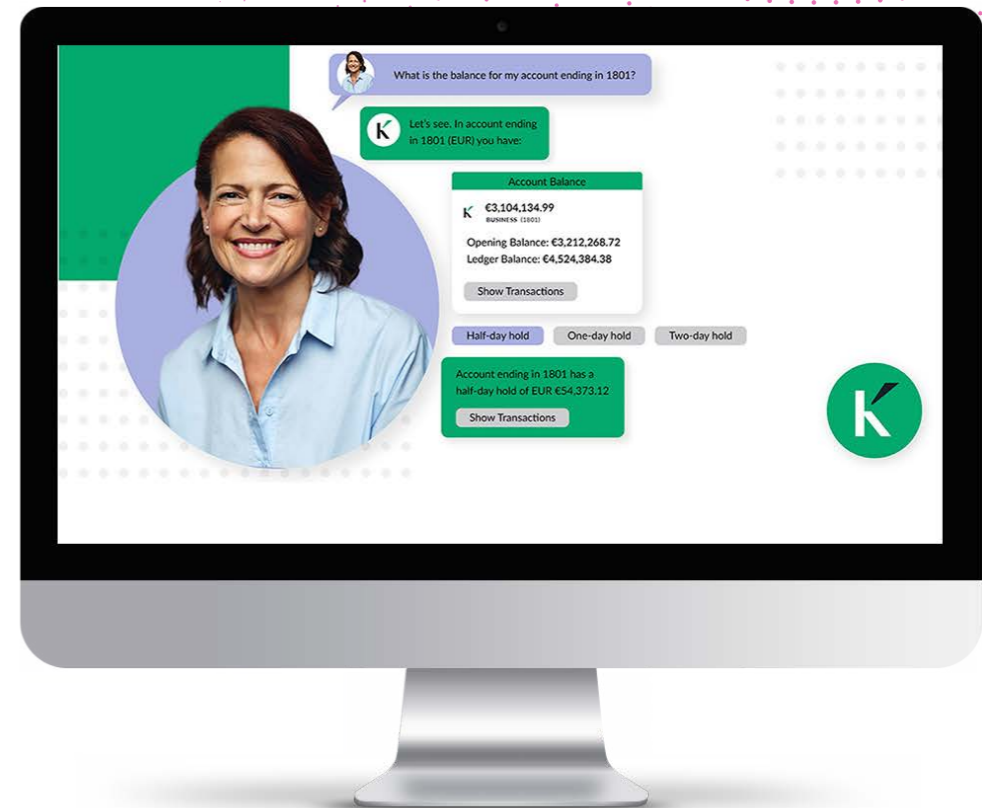 What is the balance for my account ending in 1801?
K
Let's see. In account ending
in 1801 (EUR) you have:
Account Balance
K
€3,104,134.99
BUSINESS (1801)
Opening Balance: €3,212,268.72
Ledger Balance: €4,524,384.38
Show Transactions
Half-day hold
One-day hold
Two-day hold
Account ending in 1801 has a
half-day hold of EUR €54,373.12
Show Transactions
K